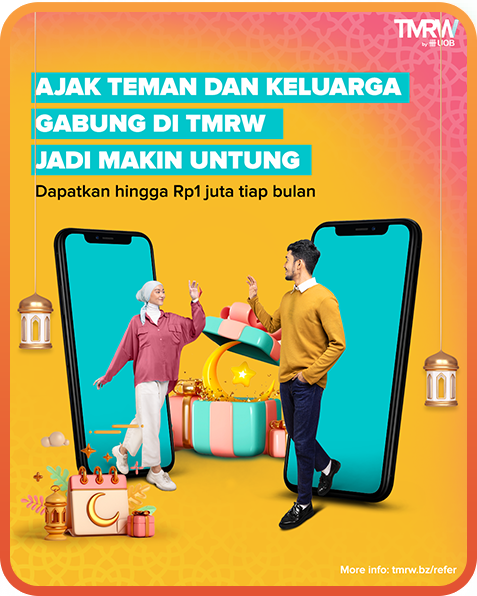 TMRW
by UOB
AJAK TEMAN DAN KELUARGA
GABUNG DI TMRW
JADI MAKIN UNTUNG
Dapatkan hingga Rp1 juta tiap bulan
More info: tmrw.bz/refer